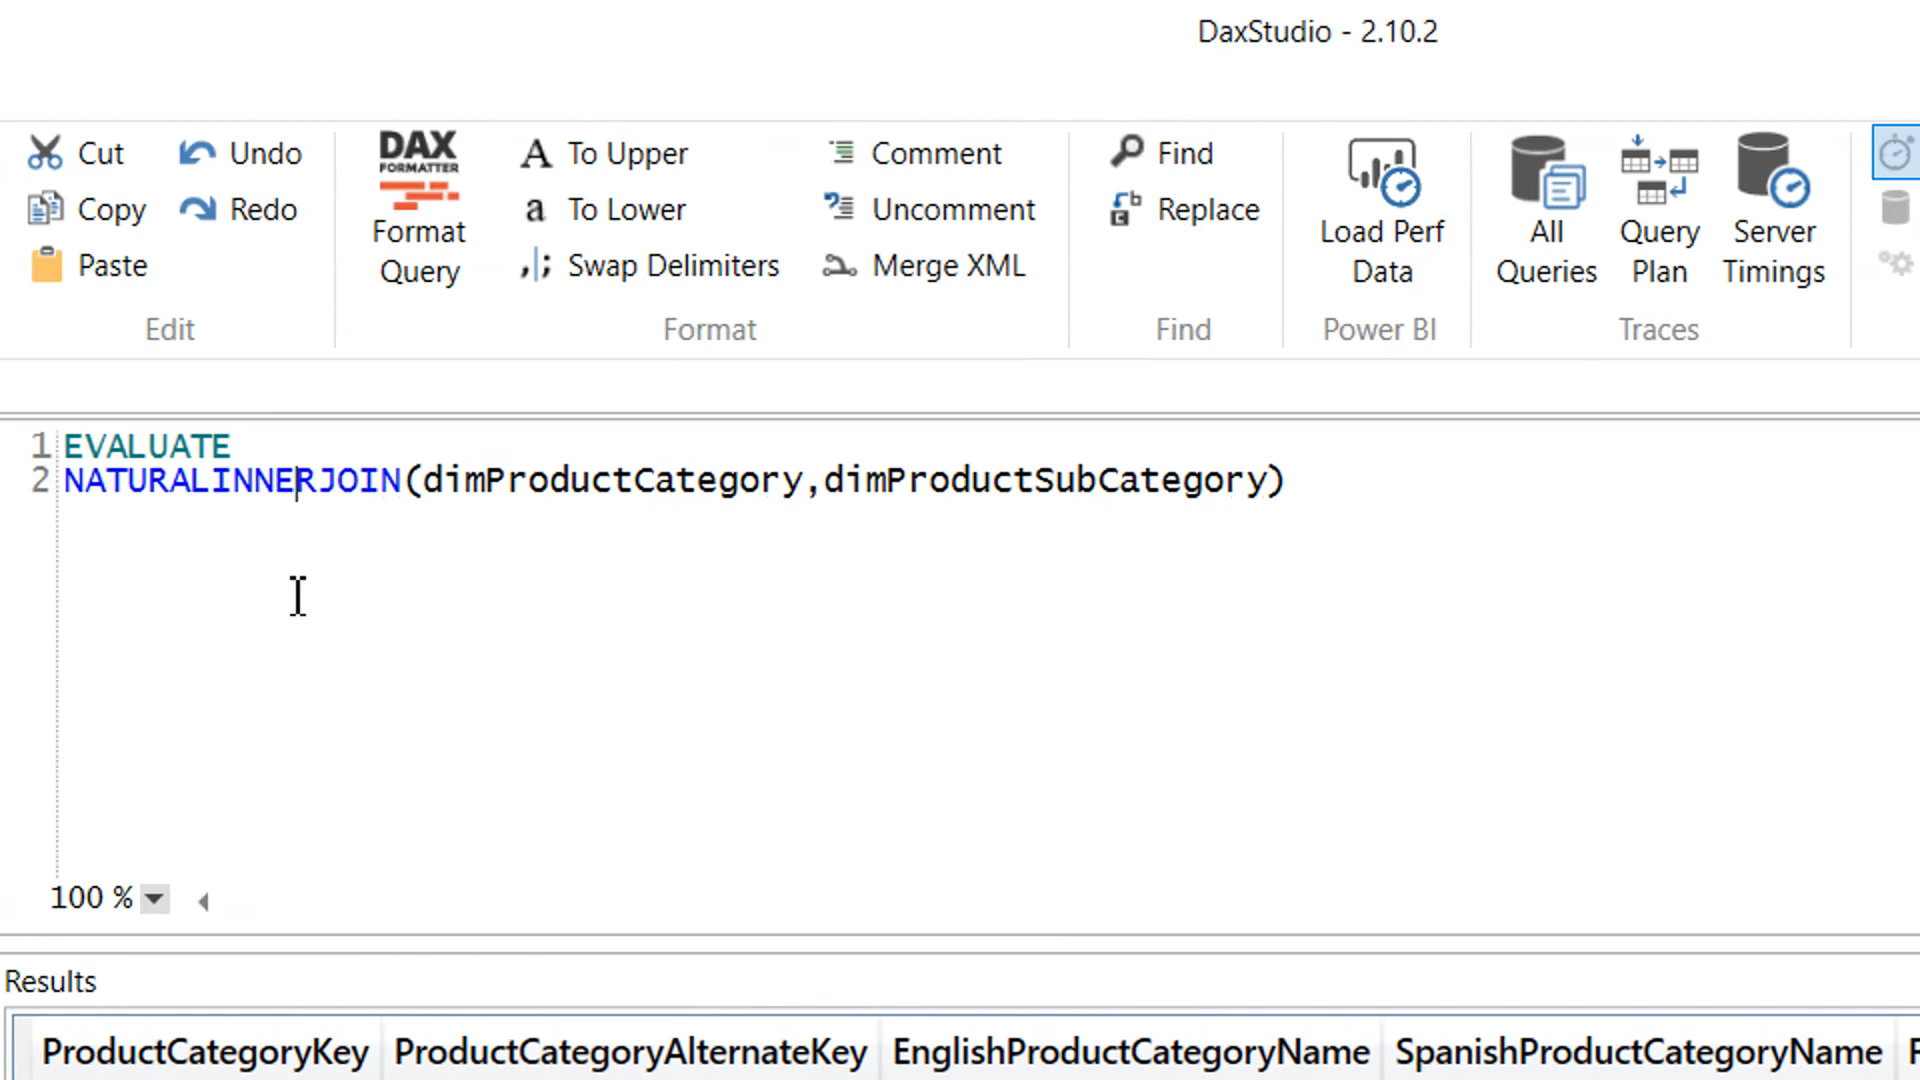 DaxStudio - 2.10.2
Cut
Undo
Copy
Redo
Paste
Edit
DAX
FORMATTER
Format
Query
To Upper
To Lower
Swap Delimiters
Comment
Uncomment
Merge XML
Format
Find
Replace
Find
Load Perf
Data
Power BI
All
Queries
Query
Plan
Server
Timings
Traces
1 EVALUATE
2 NATURALINNERJOIN(dimProductCategory,dimProductSubCategory)
100 %
Results
ProductCategoryKey ProductCategoryAlternateKey EnglishProductCategoryName SpanishProductCategoryName